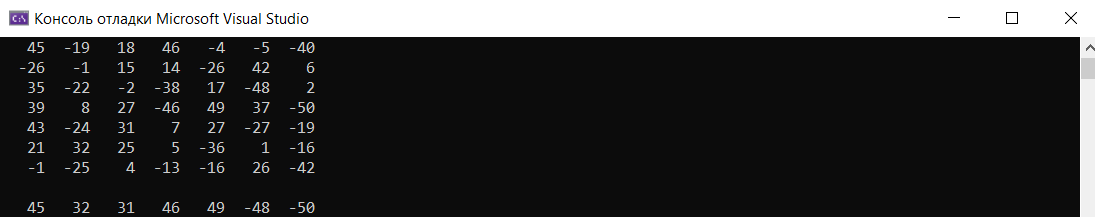 C:\ Консоль отладки Microsoft Visual Studio
45 -19 18 46 -4 -5 -40
-26 -1 15 14 -26 42 6
35 -22 -2 -38 17 -48 2
39 8 27 -46 49 37 -50
43 -24 31 7 27 -27 -19
21 32 25 5 -36 1 -16
-1 -25 4 -13 -16 26 -42
45 32 31 46 49 -48 -50